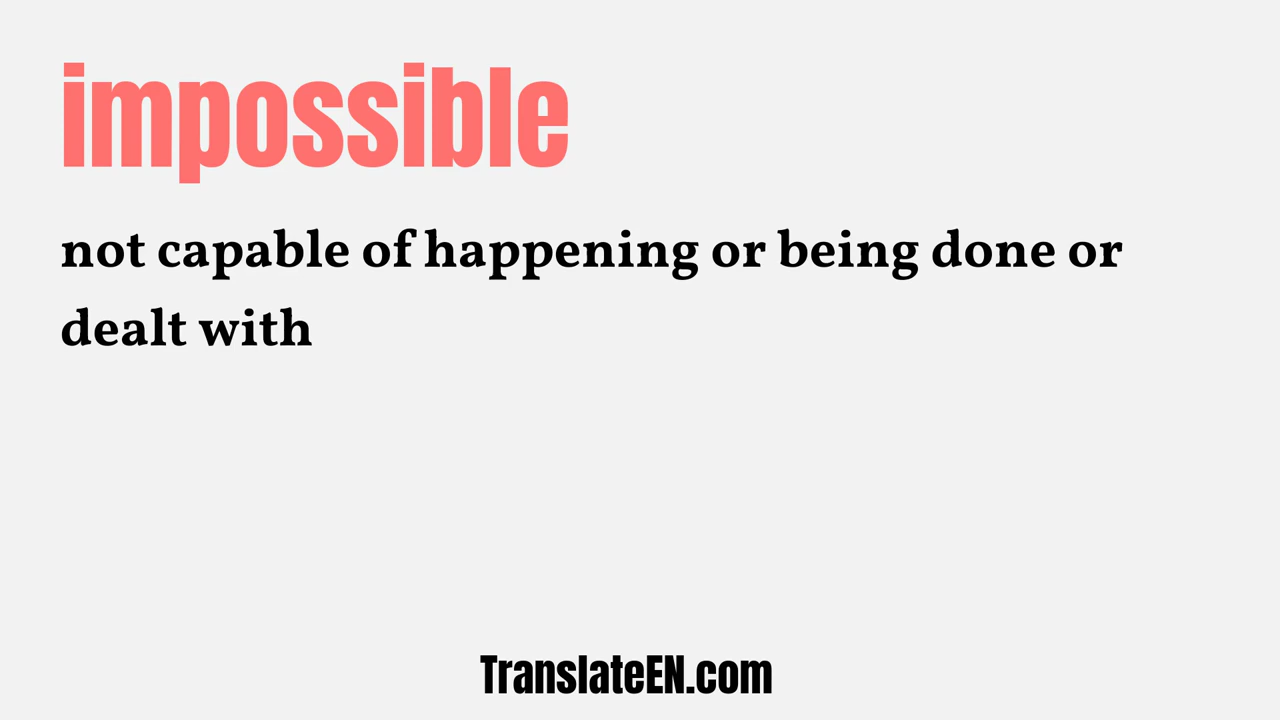 impossible
not capable of happening or being done or
dealt with
TranslateEN.com